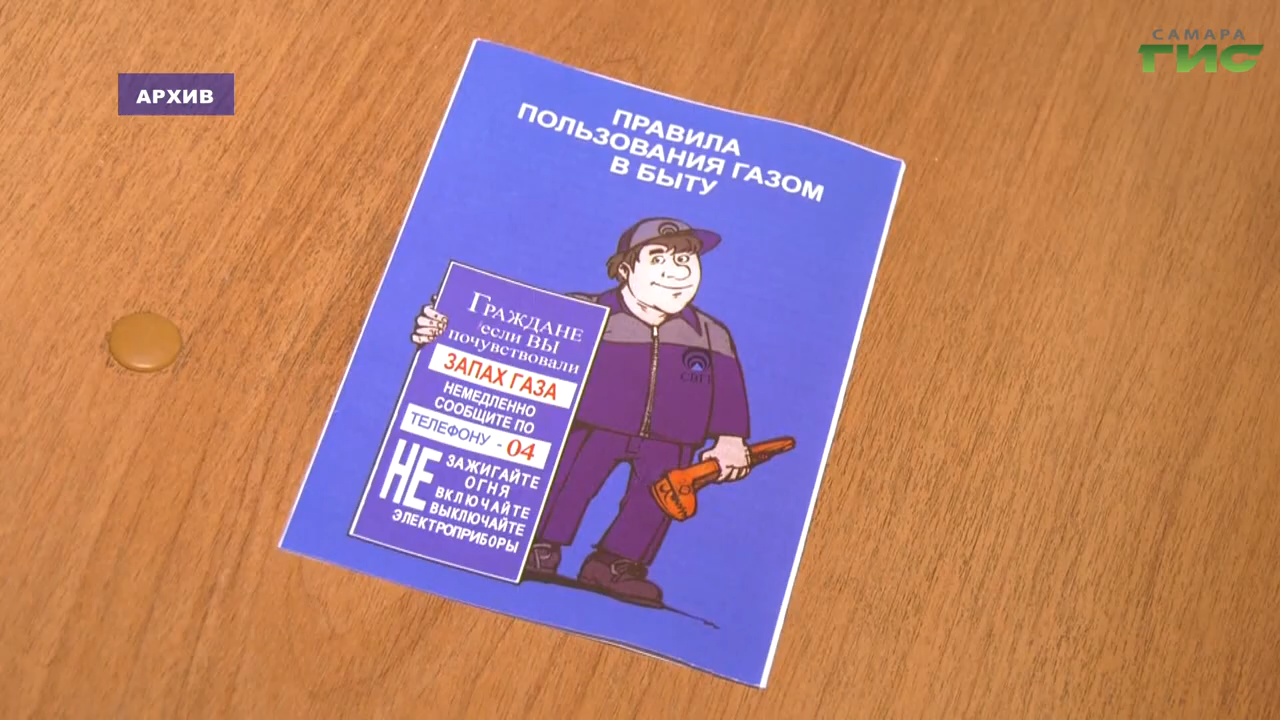 САМАРА
ГИС
АРХИВ
ПРАВИЛА
ПОЛЬЗОВАНИЯ ГАЗОМ
В БЫТУ
ГРАЖДАНЕ
если ВЫ
почувствовали
ЗАПАХ ГАЗА
НЕМЕДЛЕННО
СООБЩИТЕ ПО
ТЕЛЕФОНУ - 04
НЕ ЗАЖИГАЙТЕ
ОГНЯ
ВКЛЮЧАЙТЕ
ВЫКЛЮЧАЙТЕ
ЭЛЕКТРОПРИБОРЫ